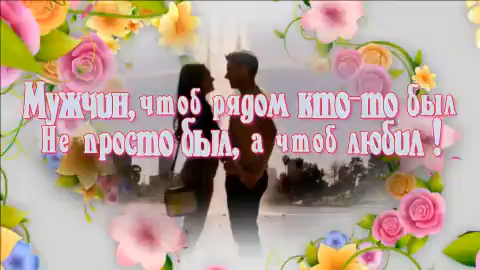 Мужчин, чтоб рядом кто-то был
Не просто был, а чтоб любил !